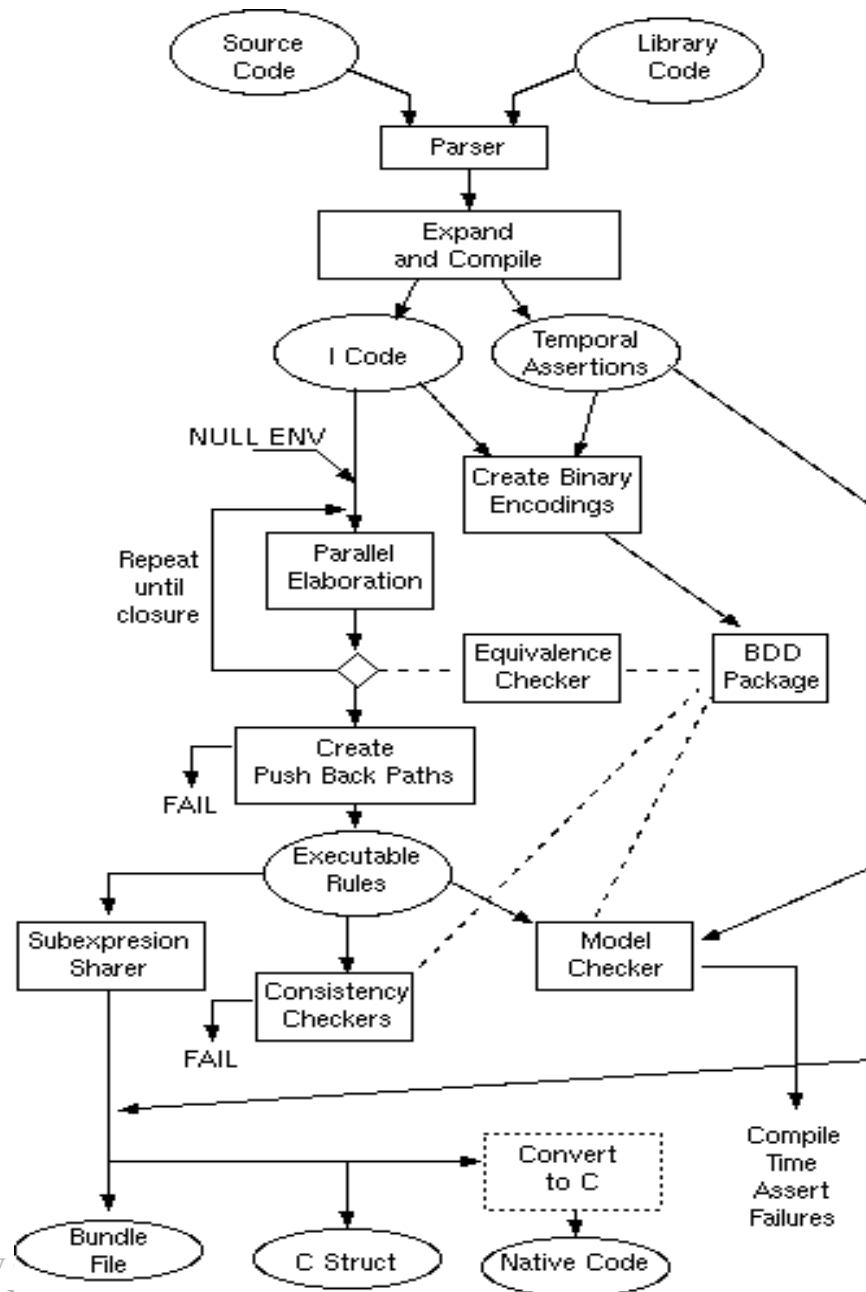 Source
Code
Library
Code
Parser
Expand
and Compile
I Code
Temporal
Assertions
NULL ENV
Create Binary
Encodings
Repeat
until
closure
Parallel
Elaboration
Equivalence
Checker
BDD
Package
Create
Push Back Paths
FAIL
Executable
Rules
Subexpresion
Sharer
Model
Checker
Consistency
Checkers
FAIL
Compile
Time
Assert
Failures
Convert
to C
Bundle
File
C Struct
Native Code